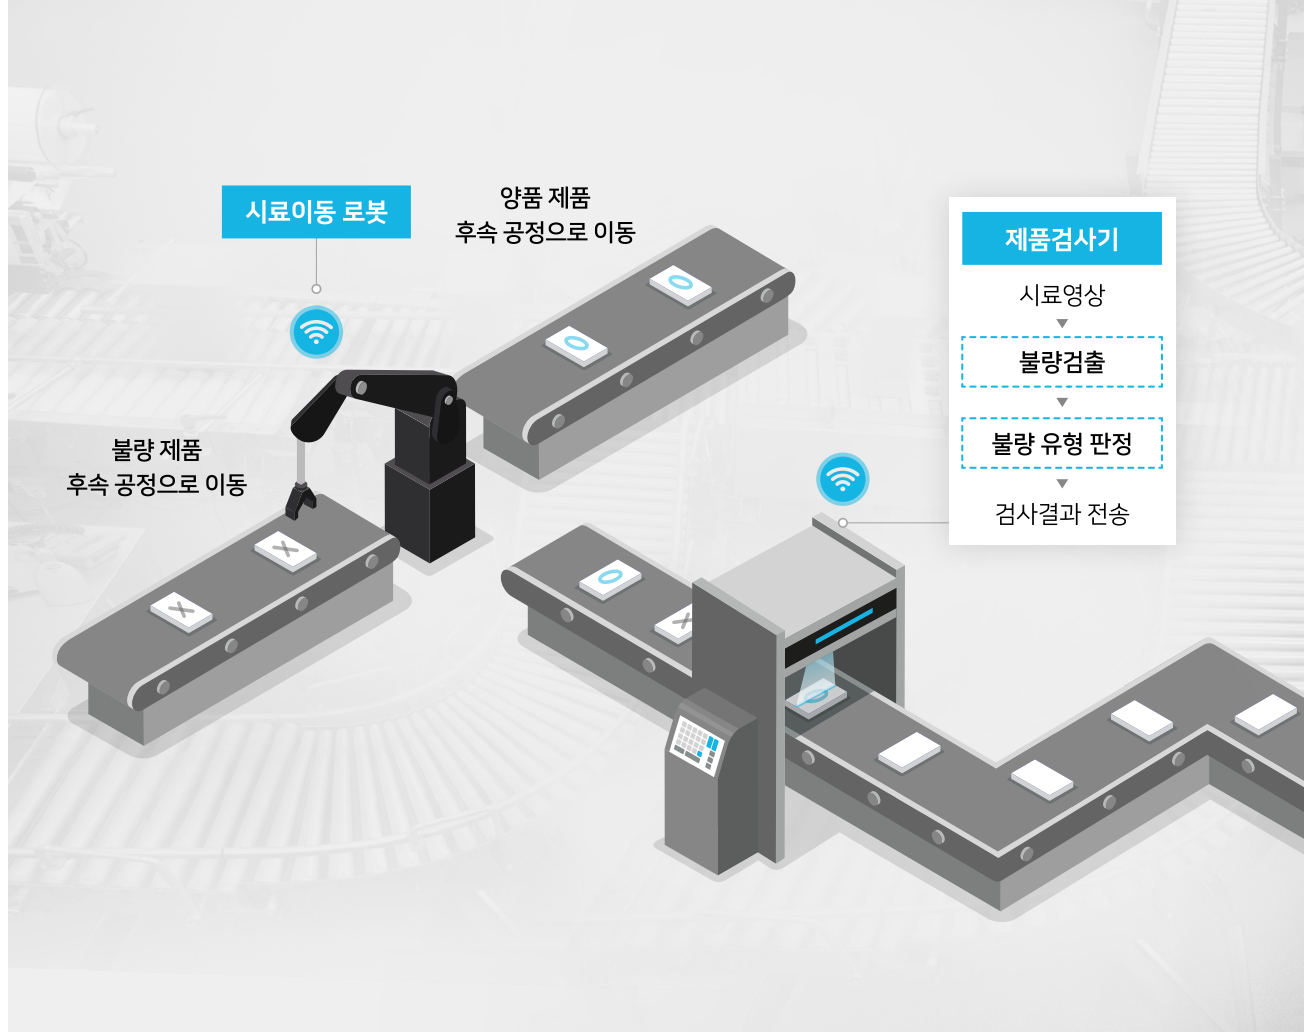 시료이동 로봇
양품 제품
후속 공정으로 이동
불량 제품
후속 공정으로 이동
제품검사기
시료영상
불량검출
불량 유형 판정
검사결과 전송